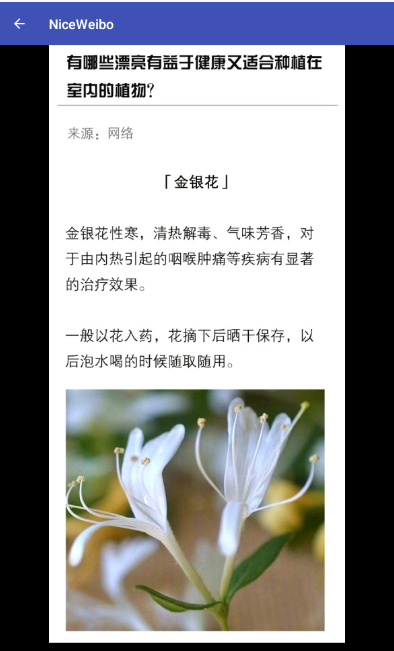 NiceWeibo
有哪些漂亮有益于健康又适合种植在
室内的植物？
来源：网络
「金银花」
金银花性寒，清热解毒、气味芳香，对
于由内热引起的咽喉肿痛等疾病有显著
的治疗效果。
一般以花入药，花摘下后晒干保存，以
后泡水喝的时候随取随用。